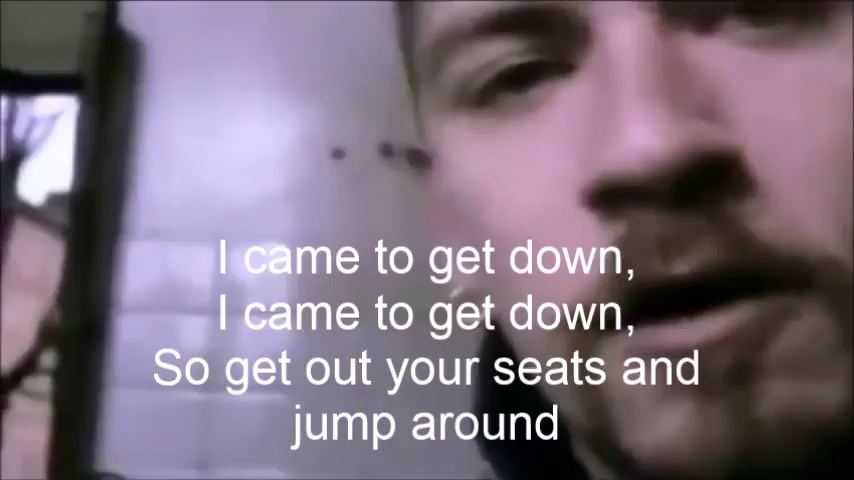 I came to get down,
I came to get down,
So get out your seats and
jump around